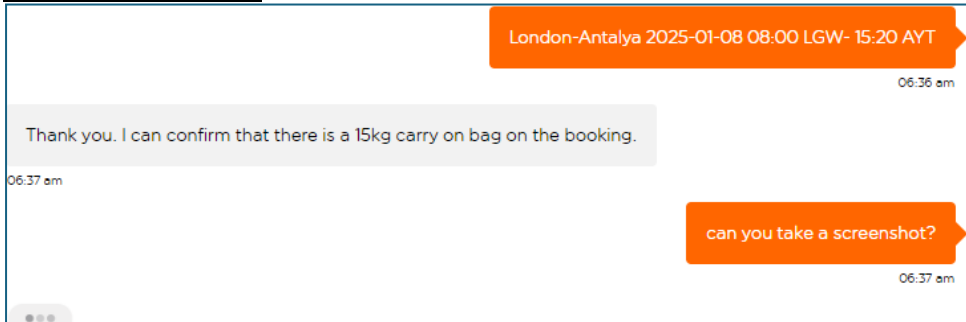 London-Antalya 2025-01-08 08:00 LGW- 15:20 AYT
06:36 am
Thank you. I can confirm that there is a 15kg carry on bag on the booking.
06:37 am
can you take a screenshot?
06:37 am